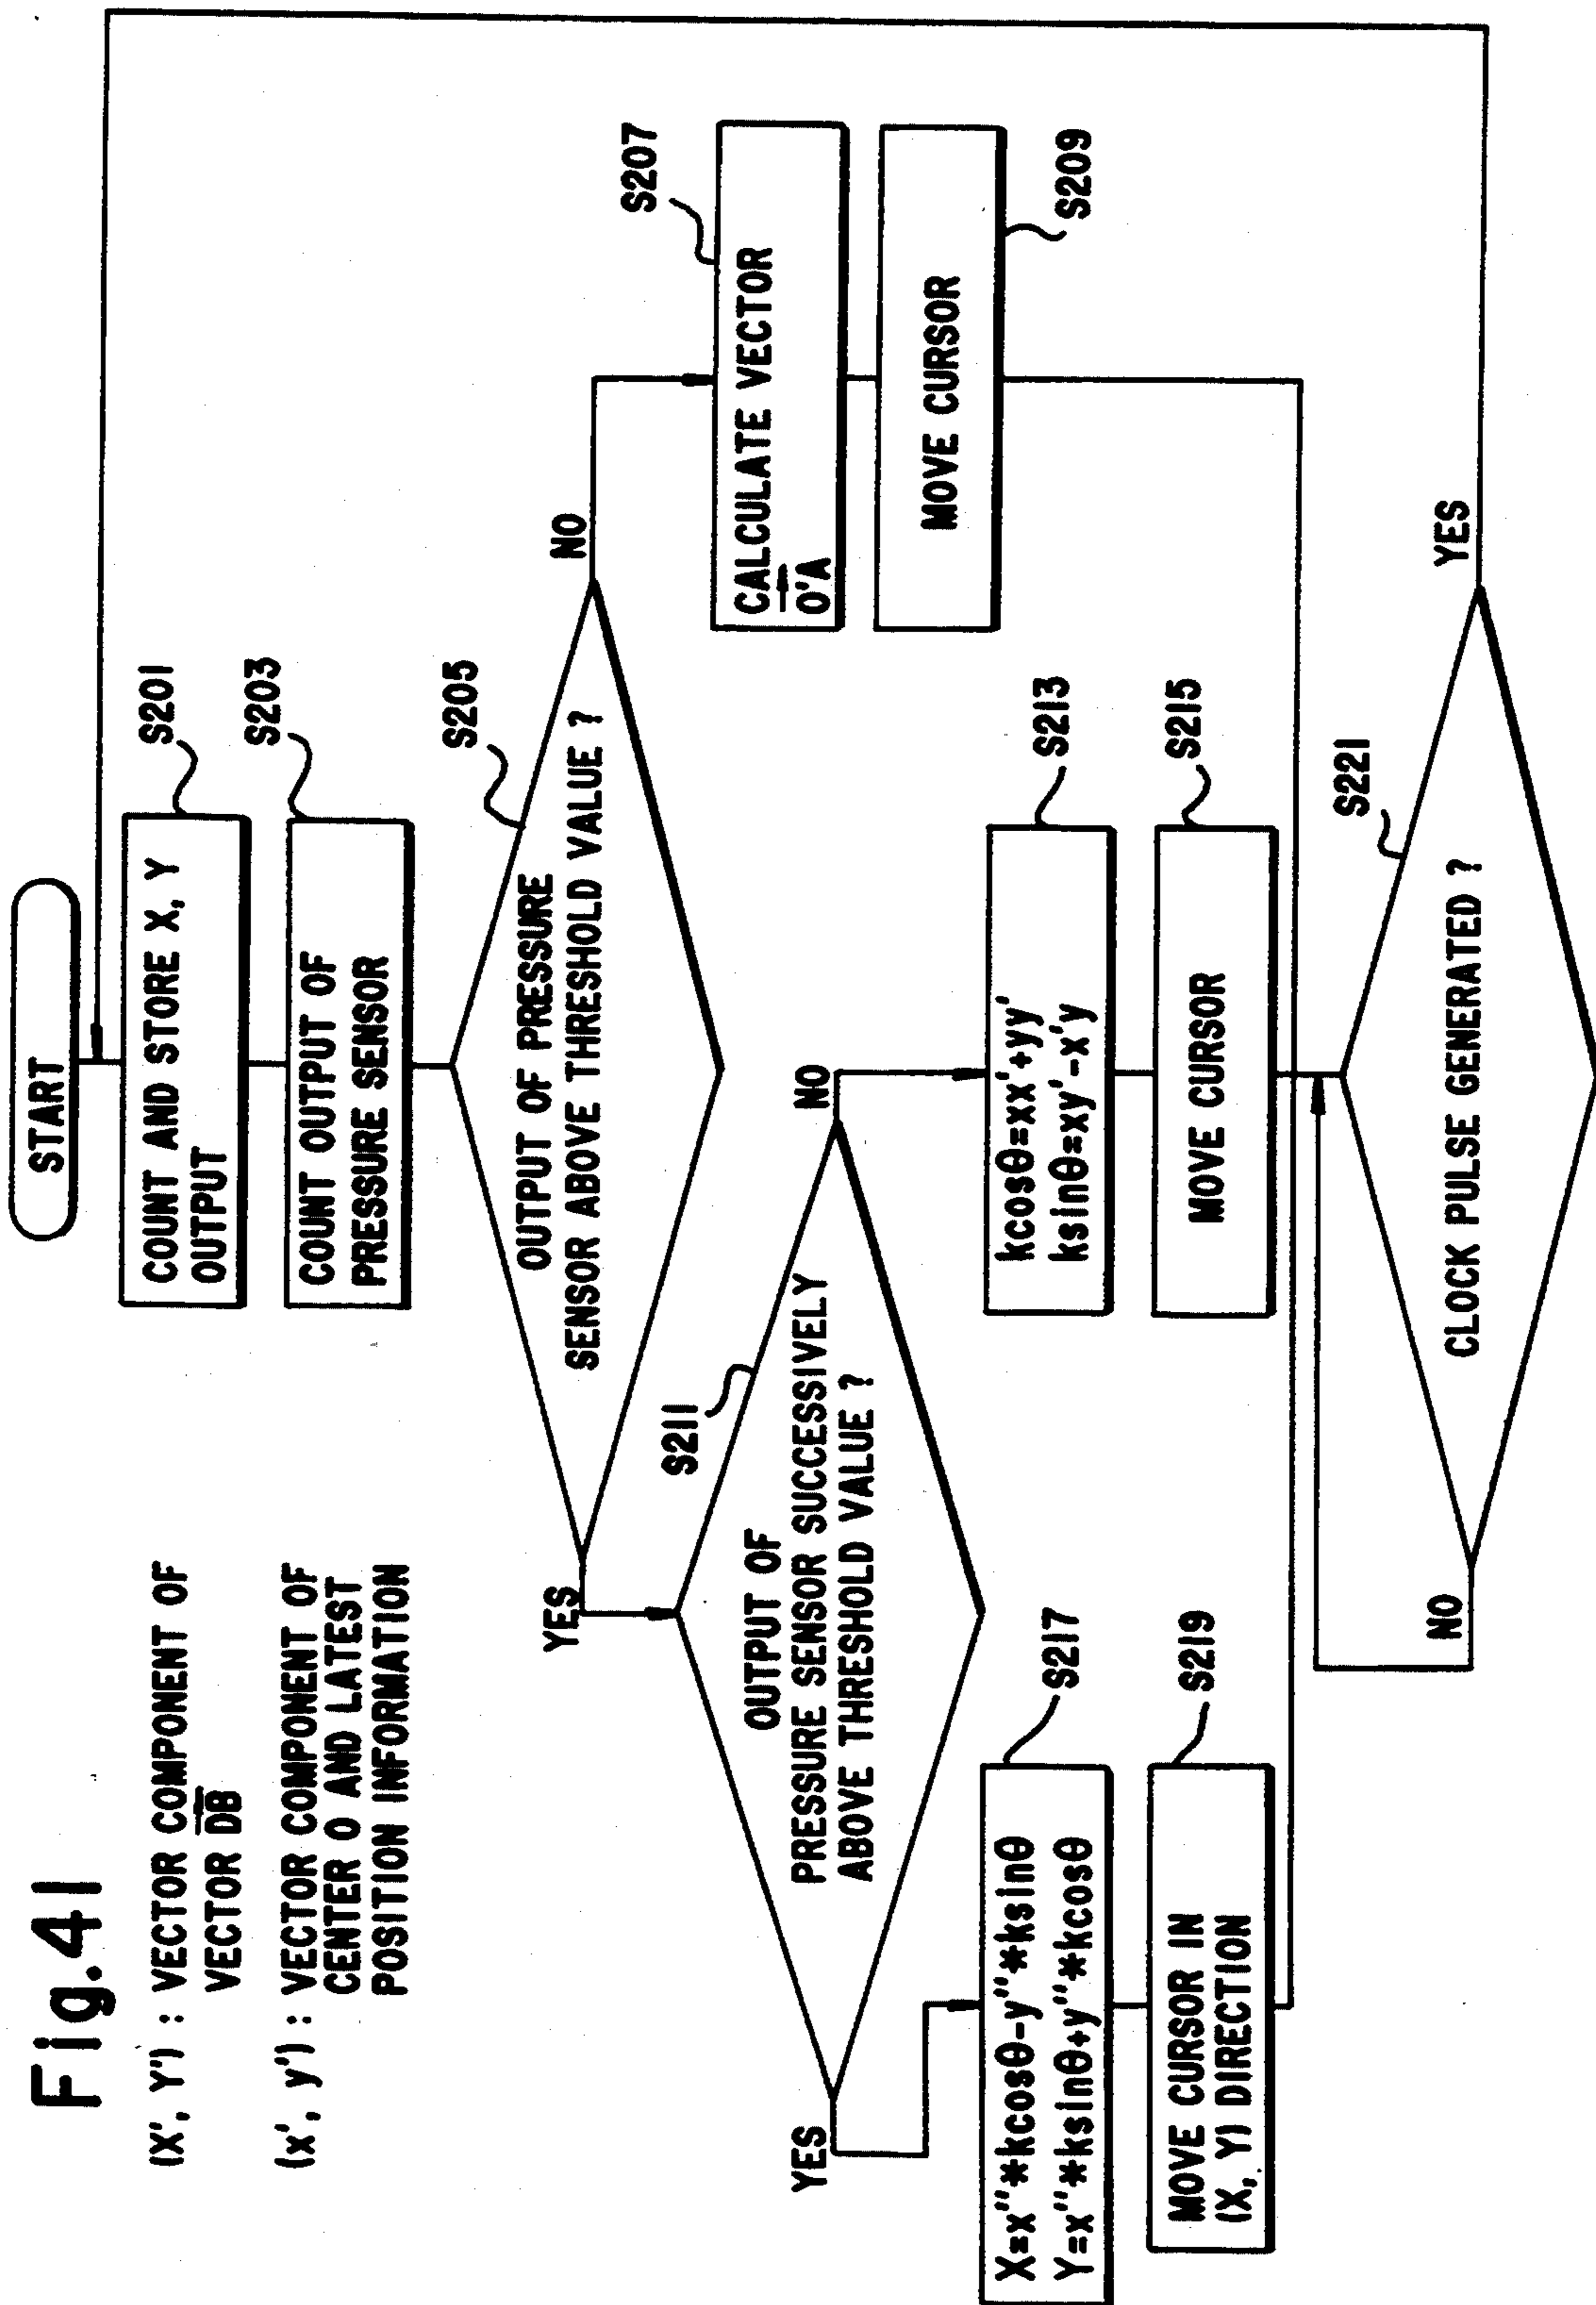 Fig.41
(X', Y') : VECTOR COMPONENT OF
VECTOR DB
(x', y') : VECTOR COMPONENT OF
CENTER O AND LATEST
POSITION INFORMATION
START
COUNT AND STORE X, Y
OUTPUT
S201
COUNT OUTPUT OF
PRESSURE SENSOR
S203
OUTPUT OF PRESSURE
SENSOR ABOVE THRESHOLD VALUE ?
S205
NO
YES
CALCULATE VECTOR
O'A
S207
MOVE CURSOR
S209
OUTPUT OF
PRESSURE SENSOR SUCCESSIVELY
ABOVE THRESHOLD VALUE ?
S211
NO
YES
kcosθ=xx'+yy'
ksinθ=xy'-x'y
S213
MOVE CURSOR
S215
X=x''*kcosθ-y''*ksinθ
Y=x''*ksinθ+y''*kcosθ
S217
MOVE CURSOR IN
(X, Y) DIRECTION
S219
CLOCK PULSE GENERATED ?
S221
YES
NO